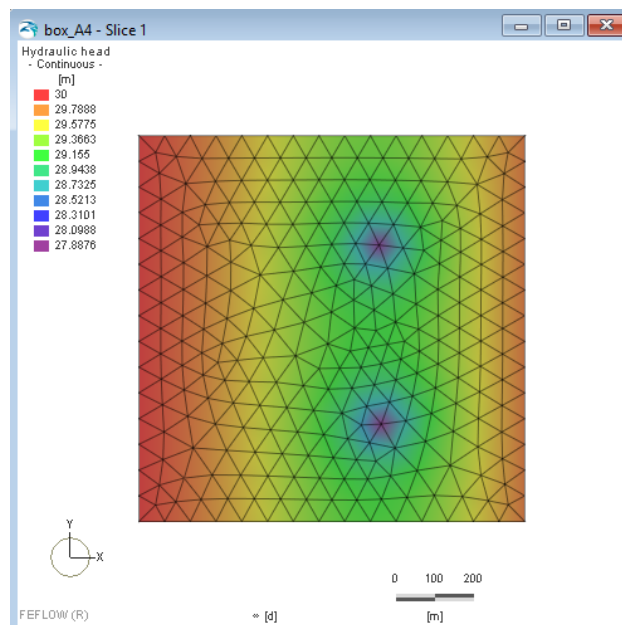 box_A4 - Slice 1
Hydraulic head
- Continuous -
[m]
30
29.7888
29.5775
29.3663
29.155
28.9438
28.7325
28.5213
28.3101
28.0988
27.8876
Y
X
0 100 200
FEFLOW (R)
∞ [d]
[m]